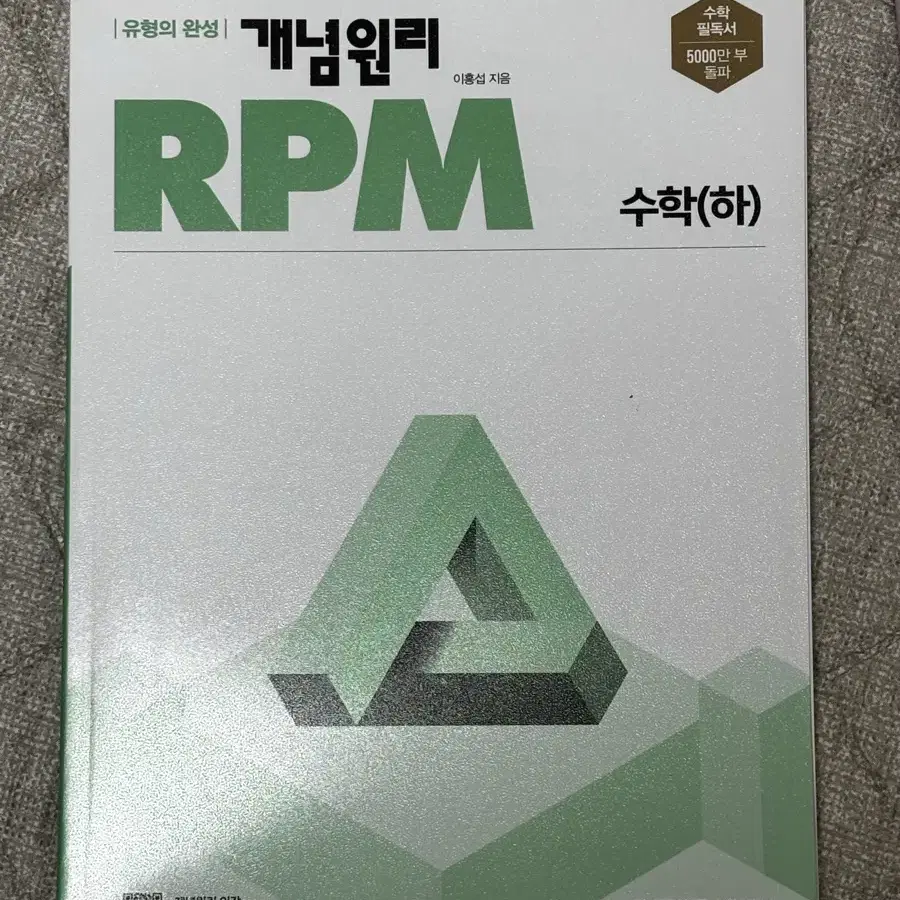 유형의 완성
개념원리
이홍섭 지음
RPM
수학(하)
수학
필독서
5000만 부
돌파